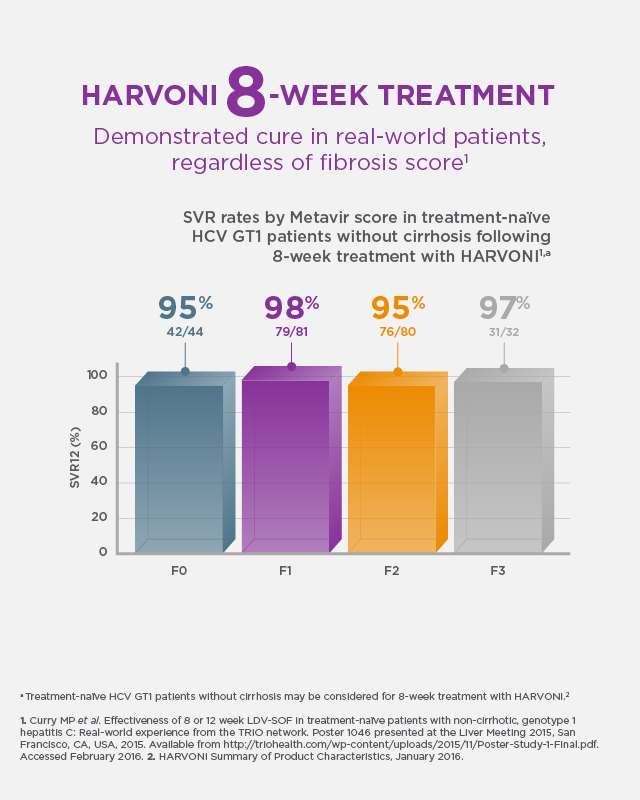 HARVONI 8-WEEK TREATMENT
Demonstrated cure in real-world patients,
regardless of fibrosis score¹
SVR rates by Metavir score in treatment-naïve
HCV GT1 patients without cirrhosis following
8-week treatment with HARVONI¹,ᵃ
95% 98% 95% 97%
42/44 79/81 76/80 31/32
100
80
60
40
20
0
SVR12 (%)
F0 F1 F2 F3
ᵃ Treatment-naïve HCV GT1 patients without cirrhosis may be considered for 8-week treatment with HARVONI.²
1. Curry MP et al. Effectiveness of 8 or 12 week LDV-SOF in treatment-naïve patients with non-cirrhotic, genotype 1
hepatitis C: Real-world experience from the TRIO network. Poster 1046 presented at the Liver Meeting 2015, San
Francisco, CA, USA, 2015. Available from http://triohealth.com/wp-content/uploads/2015/11/Poster-Study-1-Final.pdf.
Accessed February 2016. 2. HARVONI Summary of Product Characteristics, January 2016.